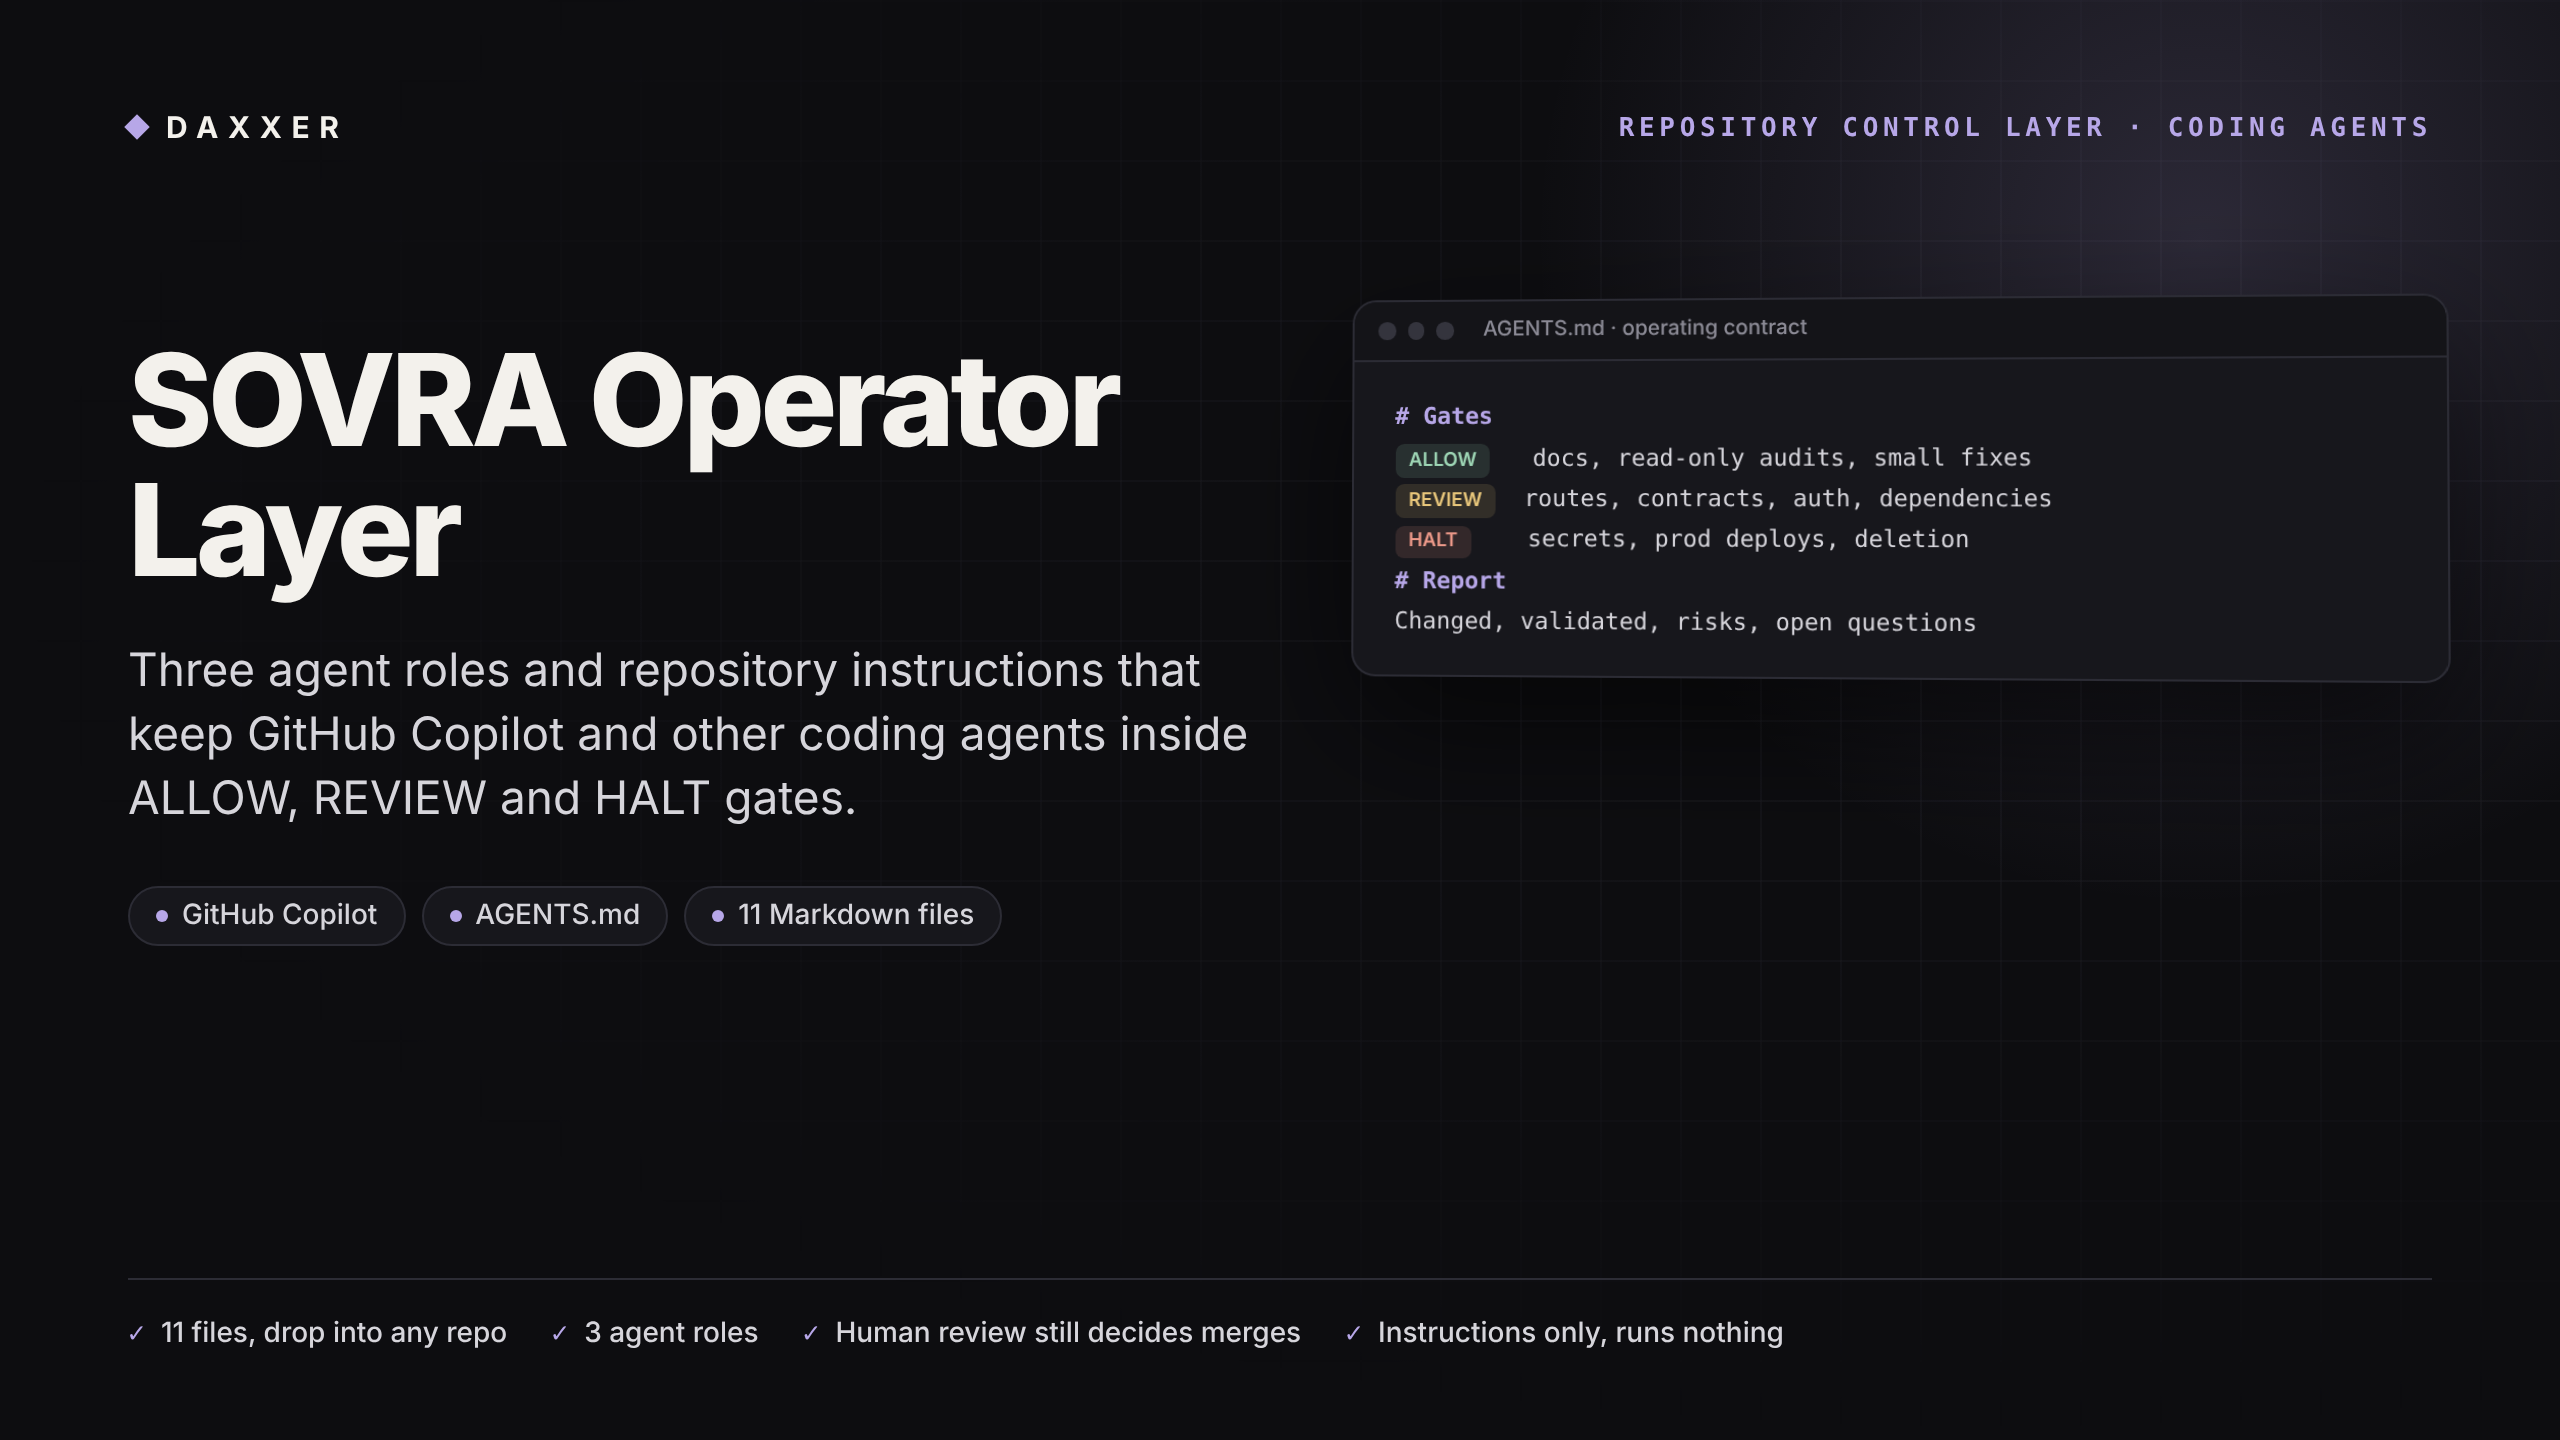 DAXXER
REPOSITORY CONTROL LAYER · CODING AGENTS
SOVRA Operator
Layer
Three agent roles and repository instructions that
keep GitHub Copilot and other coding agents inside
ALLOW, REVIEW and HALT gates.
GitHub Copilot
AGENTS.md
11 Markdown files
AGENTS.md · operating contract
# Gates
ALLOW docs, read-only audits, small fixes
REVIEW routes, contracts, auth, dependencies
HALT secrets, prod deploys, deletion
# Report
Changed, validated, risks, open questions
✓ 11 files, drop into any repo
✓ 3 agent roles
✓ Human review still decides merges
✓ Instructions only, runs nothing